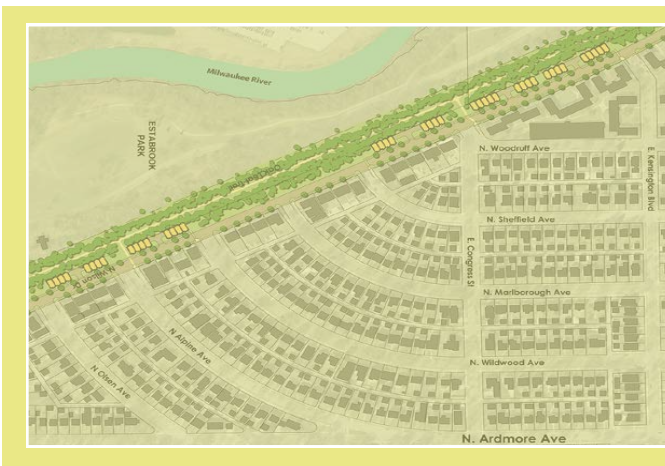 Milwaukee River
ESTABROOK
PARK
N. Woodruff Ave
E. Kensington Blvd
N. Sheffield Ave
E. Congress St
N. Marlborough Ave
N Alpine Ave
N. Wildwood Ave
N Olsen Ave
N. Ardmore Ave